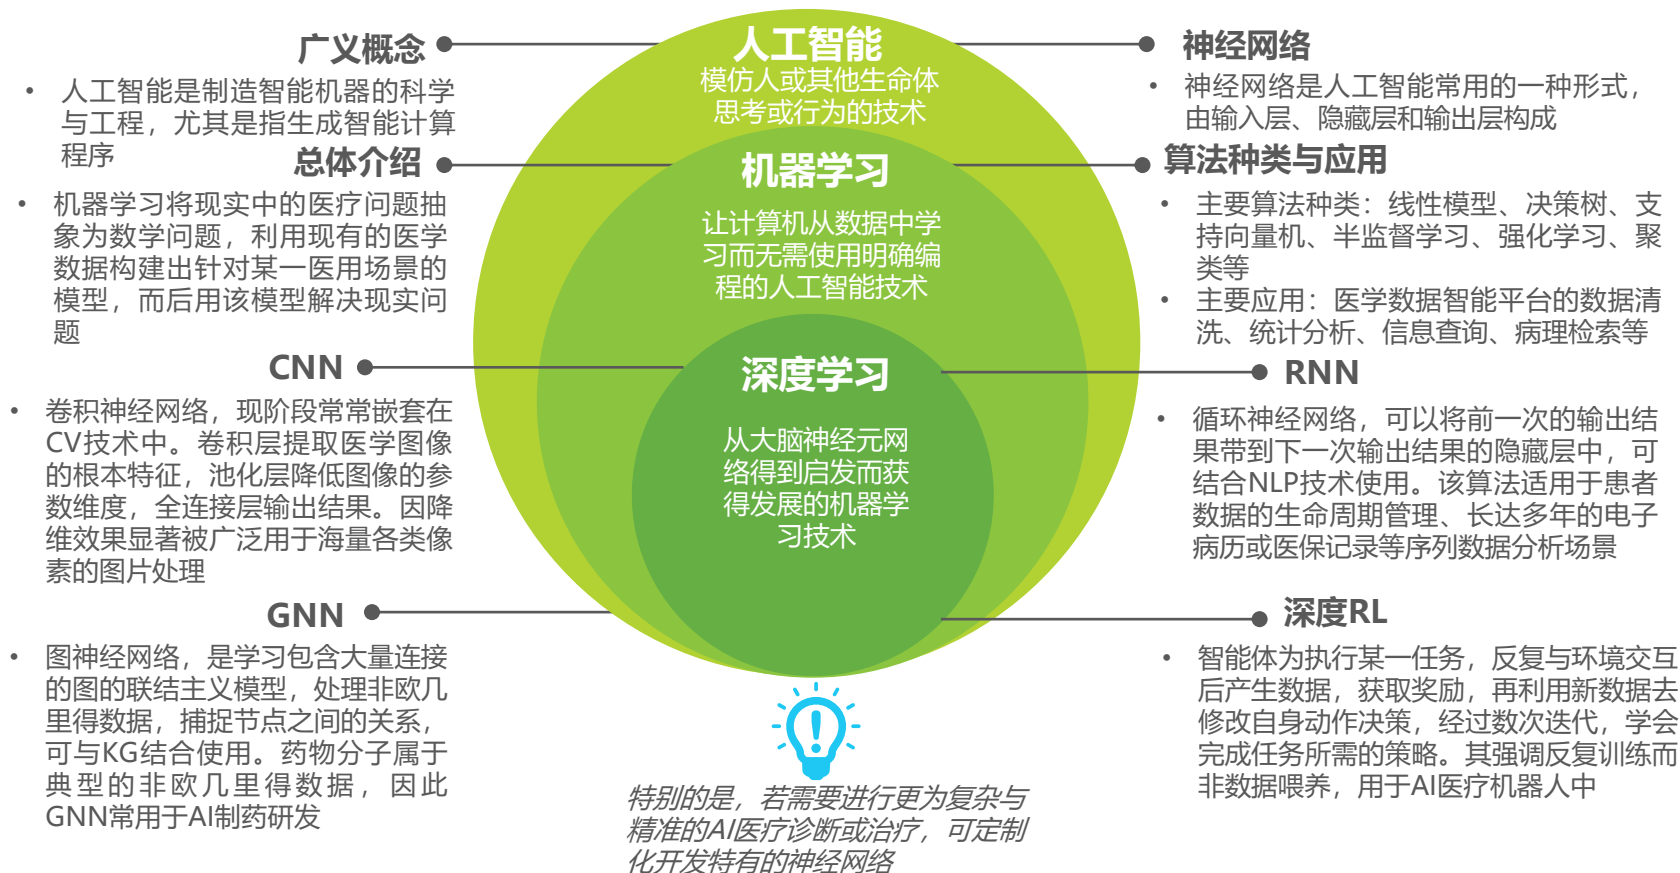 广义概念
• 人工智能是制造智能机器的科学
与工程，尤其是指生成智能计算
程序
总体介绍
• 机器学习将现实中的医疗问题抽
象为数学问题，利用现有的医学
数据构建出针对某一医用场景的
模型，而后用该模型解决现实问
题
CNN
• 卷积神经网络，现阶段常常嵌套在
CV技术中。卷积层提取医学图像
的根本特征，池化层降低图像的参
数维度，全连接层输出结果。因降
维效果显著被广泛用于海量各类像
素的图片处理
GNN
• 图神经网络，是学习包含大量连接
的图的联结主义模型，处理非欧几
里得数据，捕捉节点之间的关系，
可与KG结合使用。药物分子属于
典型的非欧几里得数据，因此
GNN常用于AI制药研发
人工智能
模仿人或其他生命体
思考或行为的技术
机器学习
让计算机从数据中学
习而无需使用明确编
程的人工智能技术
深度学习
从大脑神经元网
络得到启发而获
得发展的机器学
习技术
特别的是，若需要进行更为复杂与
精准的AI医疗诊断或治疗，可定制
化开发特有的神经网络
神经网络
• 神经网络是人工智能常用的一种形式，
由输入层、隐藏层和输出层构成
算法种类与应用
• 主要算法种类：线性模型、决策树、支
持向量机、半监督学习、强化学习、聚
类等
• 主要应用：医学数据智能平台的数据清
洗、统计分析、信息查询、病理检索等
RNN
• 循环神经网络，可以将前一次的输出结
果带到下一次输出结果的隐藏层中，可
结合NLP技术使用。该算法适用于患者
数据的生命周期管理、长达多年的电子
病历或医保记录等序列数据分析场景
深度RL
• 智能体为执行某一任务，反复与环境交互
后产生数据，获取奖励，再利用新数据去
修改自身动作决策，经过数次迭代，学会
完成任务所需的策略。其强调反复训练而
非数据喂养，用于AI医疗机器人中